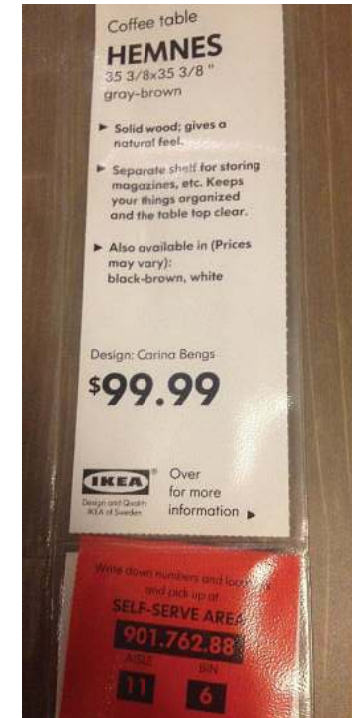 Coffee table
HEMNES
35 3/8x35 3/8 "
gray-brown
► Solid wood; gives a
natural feel.
► Separate shelf for storing
magazines, etc. Keeps
your things organized
and the table top clear.
► Also available in (Prices
may vary):
black-brown, white
Design: Carina Bengs
$99.99
IKEA®
Design and Quality
IKEA of Sweden
Over
for more
information ►
Write down numbers and location
and pick up at
SELF-SERVE AREA
901.762.88
AISLE BIN
11 6